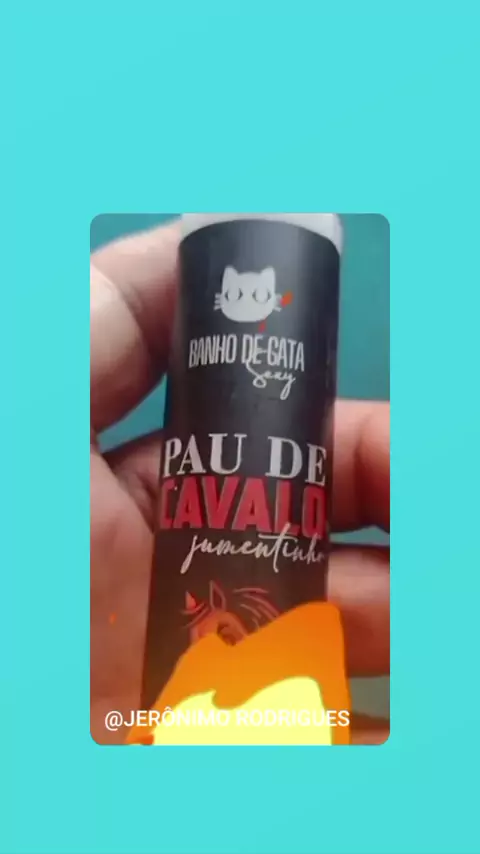 BANHO DE GATA
Sexy
PAU DE
CAVALO
jumentinho
@JERÔNIMO RODRIGUES